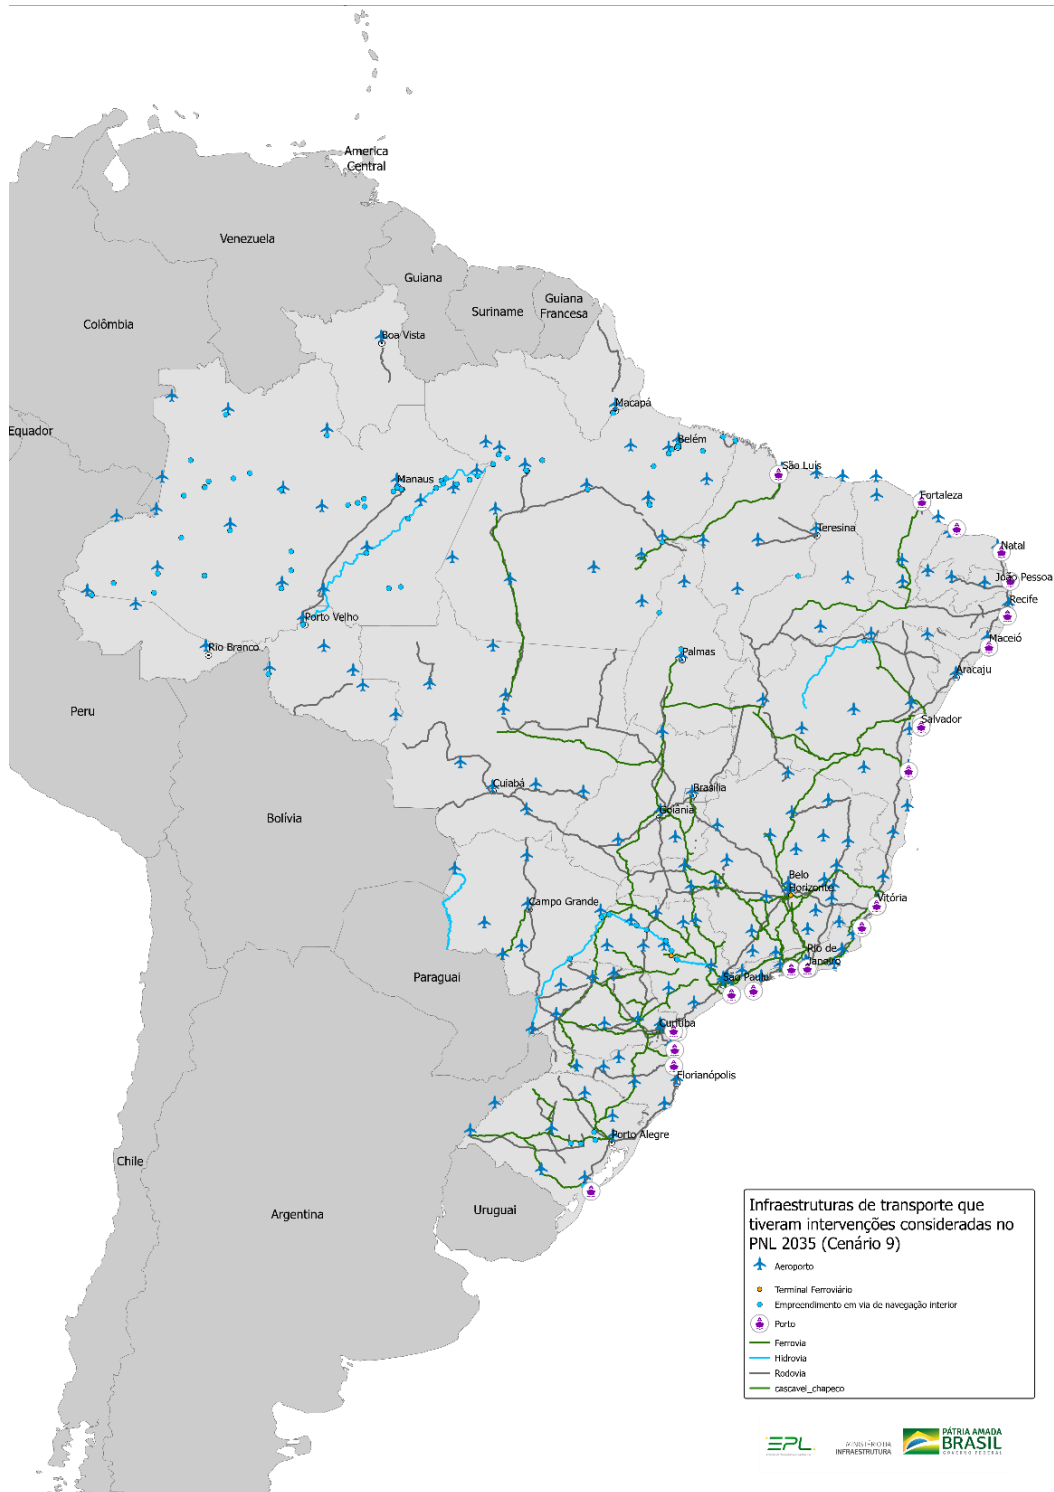 America
Central
Venezuela
Guiana
Suriname
Guiana
Francesa
Colômbia
Boa Vista
Macapá
Equador
Belém
São Luís
Manaus
Fortaleza
Teresina
Natal
João Pessoa
Recife
Porto Velho
Rio Branco
Maceió
Palmas
Aracaju
Peru
Salvador
Cuiabá
Brasília
Goiânia
Bolívia
Belo
Horizonte
Vitória
Campo Grande
Rio de
Janeiro
Paraguai
São Paulo
Curitiba
Florianópolis
Porto Alegre
Chile
Argentina
Uruguai
Infraestruturas de transporte que
tiveram intervenções consideradas no
PNL 2035 (Cenário 9)
Aeroporto
Terminal Ferroviário
Empreendimento em via de navegação interior
Porto
Ferrovia
Hidrovia
Rodovia
cascavel_chapeco
EPL
MINISTÉRIO DA
INFRAESTRUTURA
PÁTRIA AMADA
BRASIL
GOVERNO FEDERAL